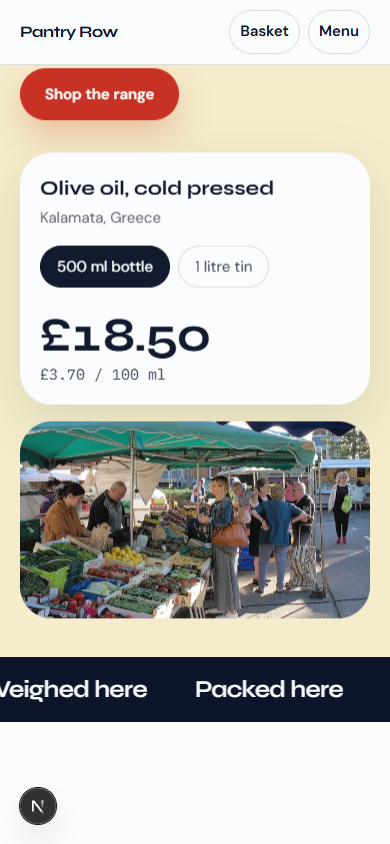 Pantry Row
Basket
Menu
Shop the range
Olive oil, cold pressed
Kalamata, Greece
500 ml bottle
1 litre tin
£18.50
£3.70 / 100 ml
Weighed here
Packed here
N